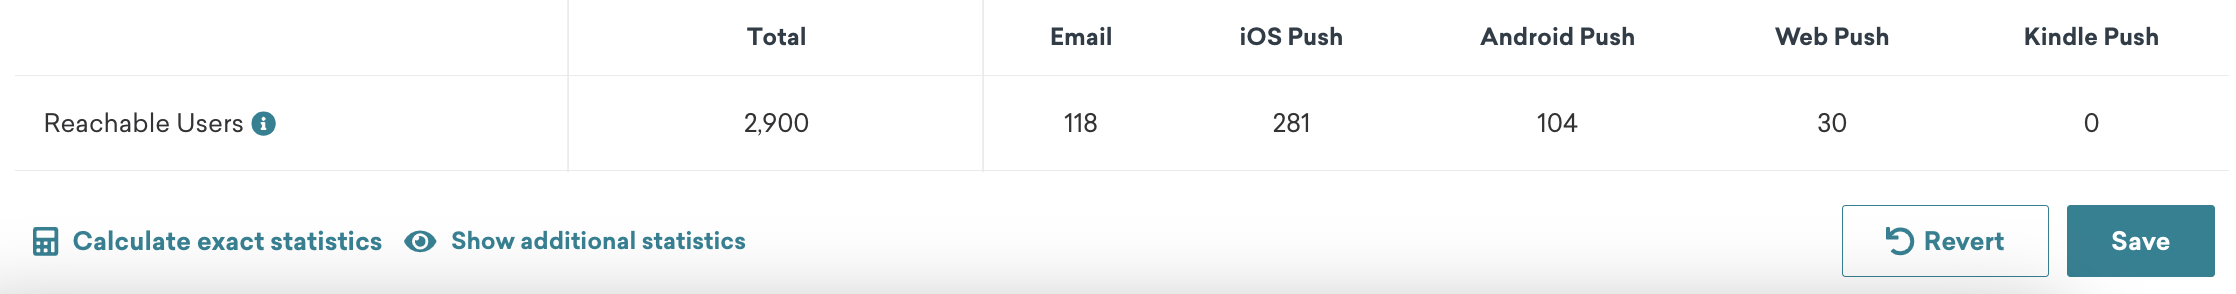 Total Email iOS Push Android Push Web Push Kindle Push
Reachable Users 2,900 118 281 104 30 0
Calculate exact statistics Show additional statistics Revert Save